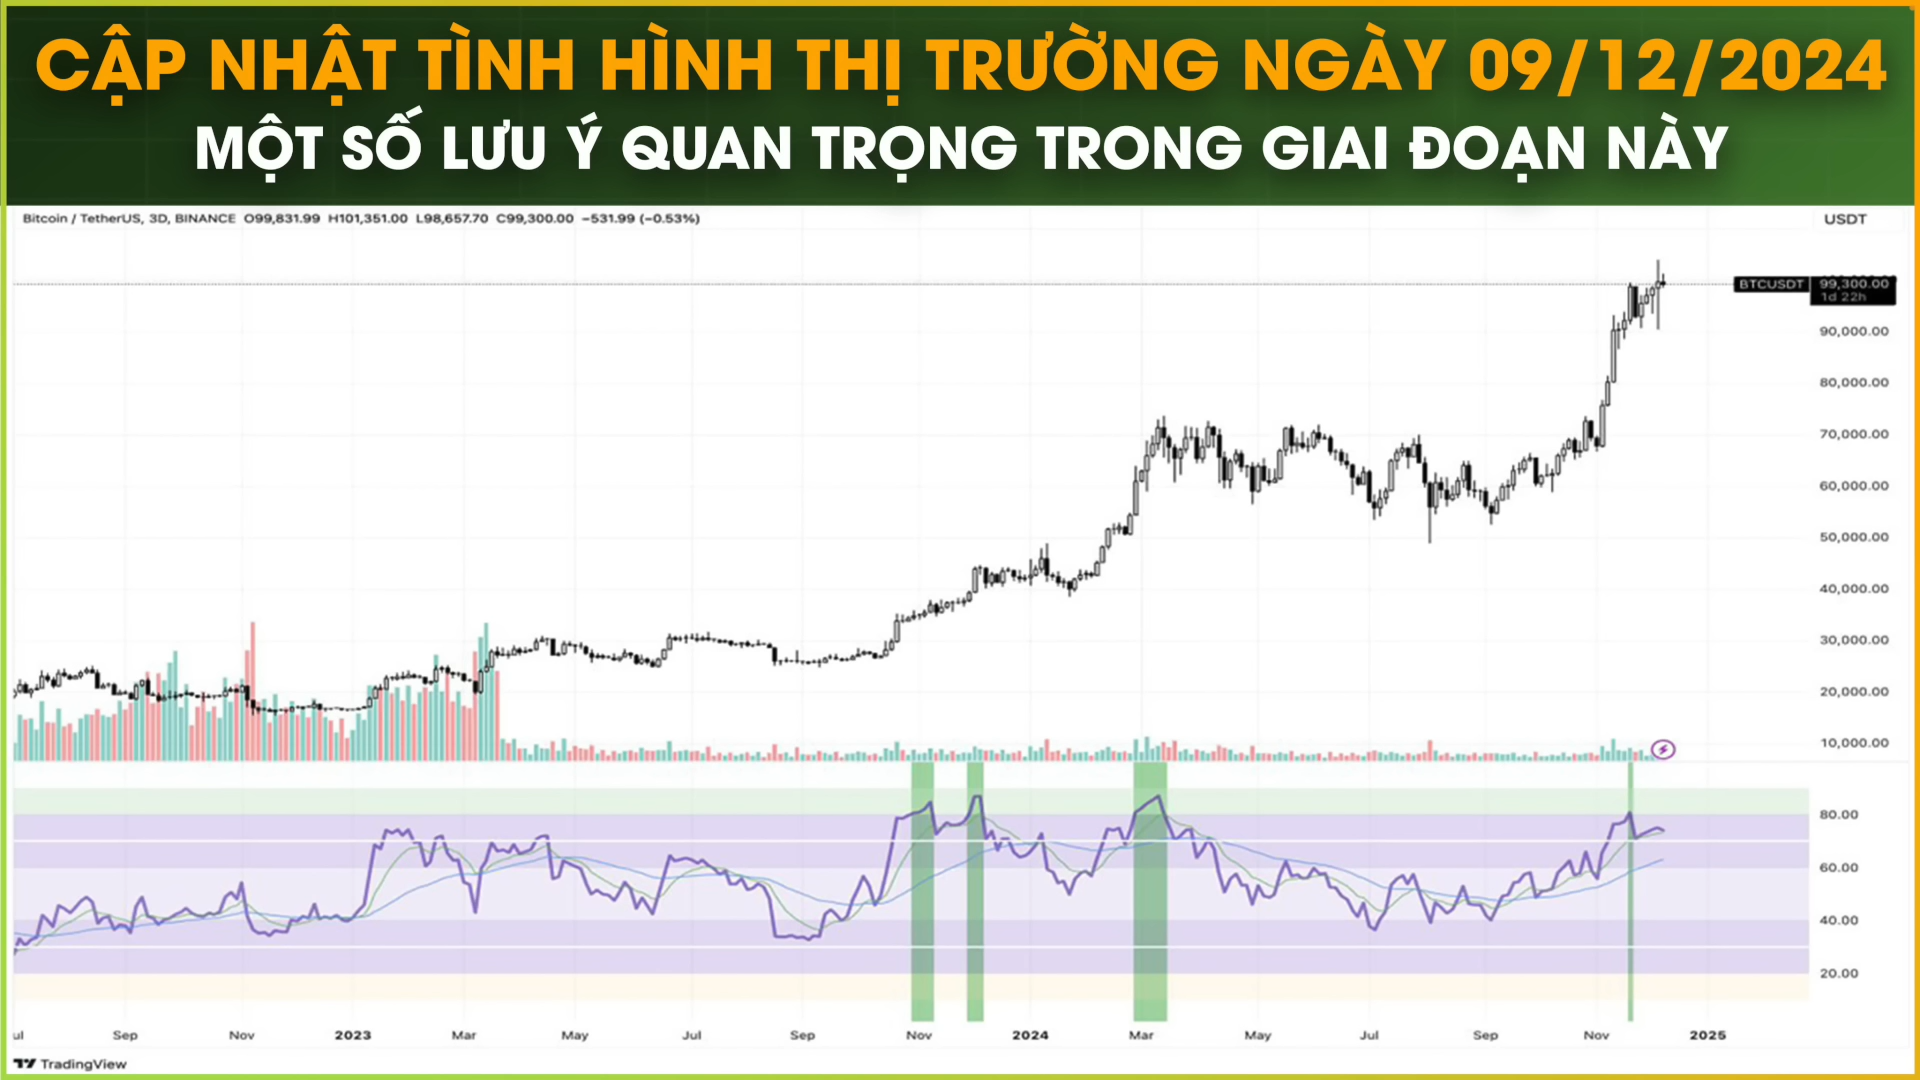 CẬP NHẬT TÌNH HÌNH THỊ TRƯỜNG NGÀY 09/12/2024
MỘT SỐ LƯU Ý QUAN TRỌNG TRONG GIAI ĐOẠN NÀY
Bitcoin / TetherUS, 3D, BINANCE O99,831.99 H101,351.00 L98,657.70 C99,300.00 −531.99 (−0.53%)
USDT
BTCUSDT 99,300.00
1d 22h
90,000.00
80,000.00
70,000.00
60,000.00
50,000.00
40,000.00
30,000.00
20,000.00
10,000.00
80.00
60.00
40.00
20.00
ul Sep Nov 2023 Mar May Jul Sep Nov 2024 Mar May Jul Sep Nov 2025
TradingView